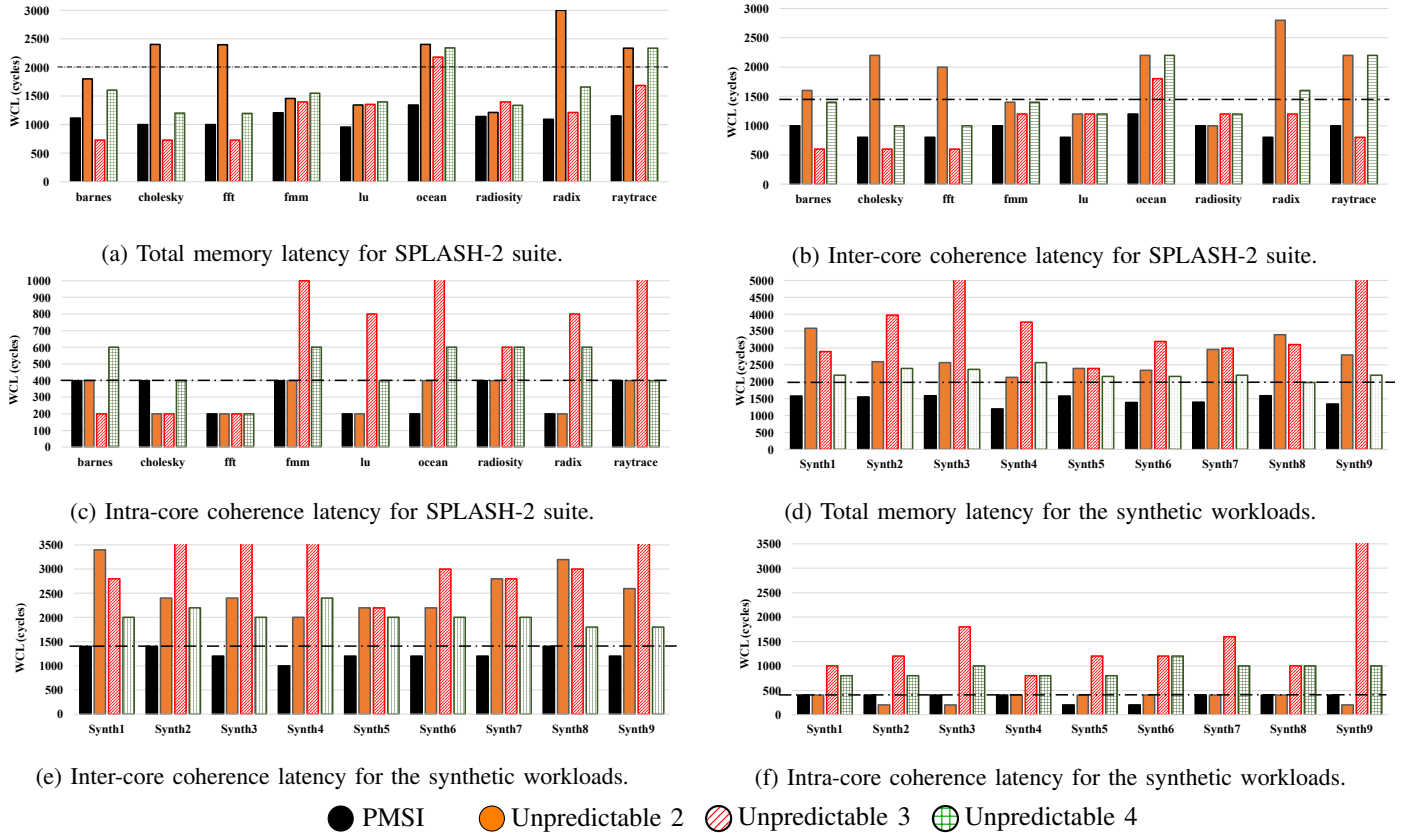 WCL (cycles)
3000
2500
2000
1500
1000
500
0
barnes cholesky fft fmm lu ocean radiosity radix raytrace
(a) Total memory latency for SPLASH-2 suite.
WCL (cycles)
3000
2500
2000
1500
1000
500
0
barnes cholesky fft fmm lu ocean radiosity radix raytrace
(b) Inter-core coherence latency for SPLASH-2 suite.
WCL (cycles)
1000
900
800
700
600
500
400
300
200
100
0
barnes cholesky fft fmm lu ocean radiosity radix raytrace
(c) Intra-core coherence latency for SPLASH-2 suite.
WCL (cycles)
5000
4500
4000
3500
3000
2500
2000
1500
1000
500
0
Synth1 Synth2 Synth3 Synth4 Synth5 Synth6 Synth7 Synth8 Synth9
(d) Total memory latency for the synthetic workloads.
WCL (cycles)
3500
3000
2500
2000
1500
1000
500
0
Synth1 Synth2 Synth3 Synth4 Synth5 Synth6 Synth7 Synth8 Synth9
(e) Inter-core coherence latency for the synthetic workloads.
WCL (cycles)
3500
3000
2500
2000
1500
1000
500
0
Synth1 Synth2 Synth3 Synth4 Synth5 Synth6 Synth7 Synth8 Synth9
(f) Intra-core coherence latency for the synthetic workloads.
PMSI Unpredictable 2 Unpredictable 3 Unpredictable 4